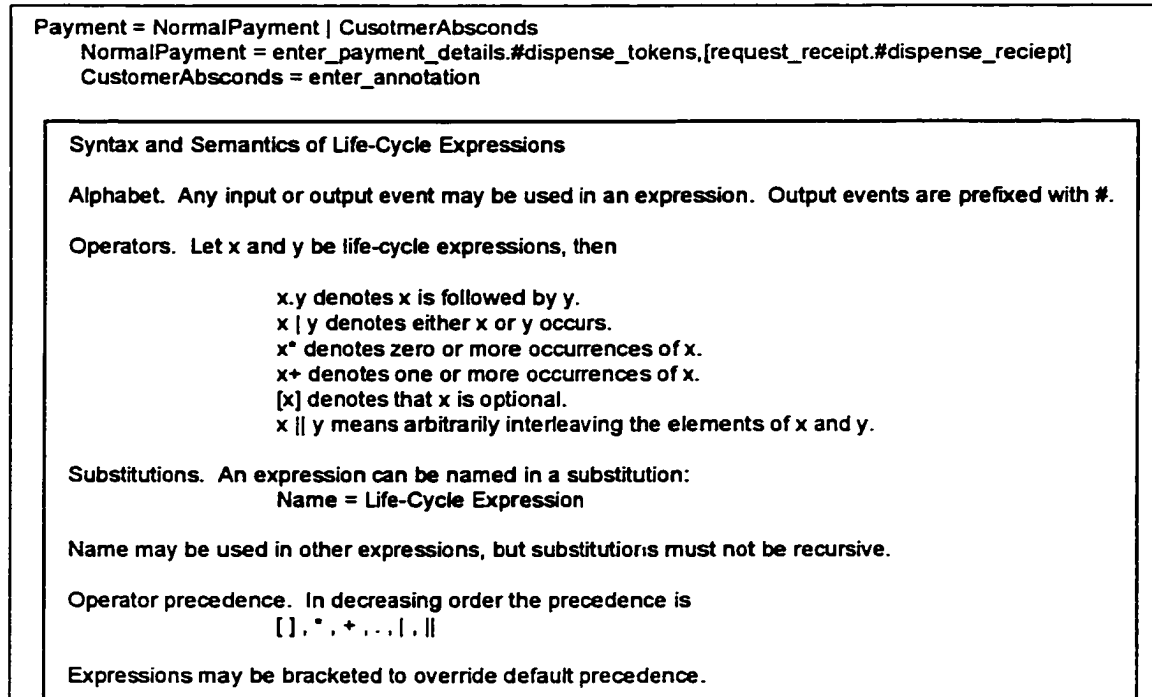 Payment = NormalPayment | CusotmerAbsconds
NormalPayment = enter_payment_details.#dispense_tokens,[request_receipt.#dispense_reciept]
CustomerAbsconds = enter_annotation
Syntax and Semantics of Life-Cycle Expressions
Alphabet. Any input or output event may be used in an expression. Output events are prefixed with #.
Operators. Let x and y be life-cycle expressions, then
x.y denotes x is followed by y.
x | y denotes either x or y occurs.
x* denotes zero or more occurrences of x.
x+ denotes one or more occurrences of x.
[x] denotes that x is optional.
x || y means arbitrarily interleaving the elements of x and y.
Substitutions. An expression can be named in a substitution:
Name = Life-Cycle Expression
Name may be used in other expressions, but substitutions must not be recursive.
Operator precedence. In decreasing order the precedence is
[ ] , * , + , . , | , ||
Expressions may be bracketed to override default precedence.